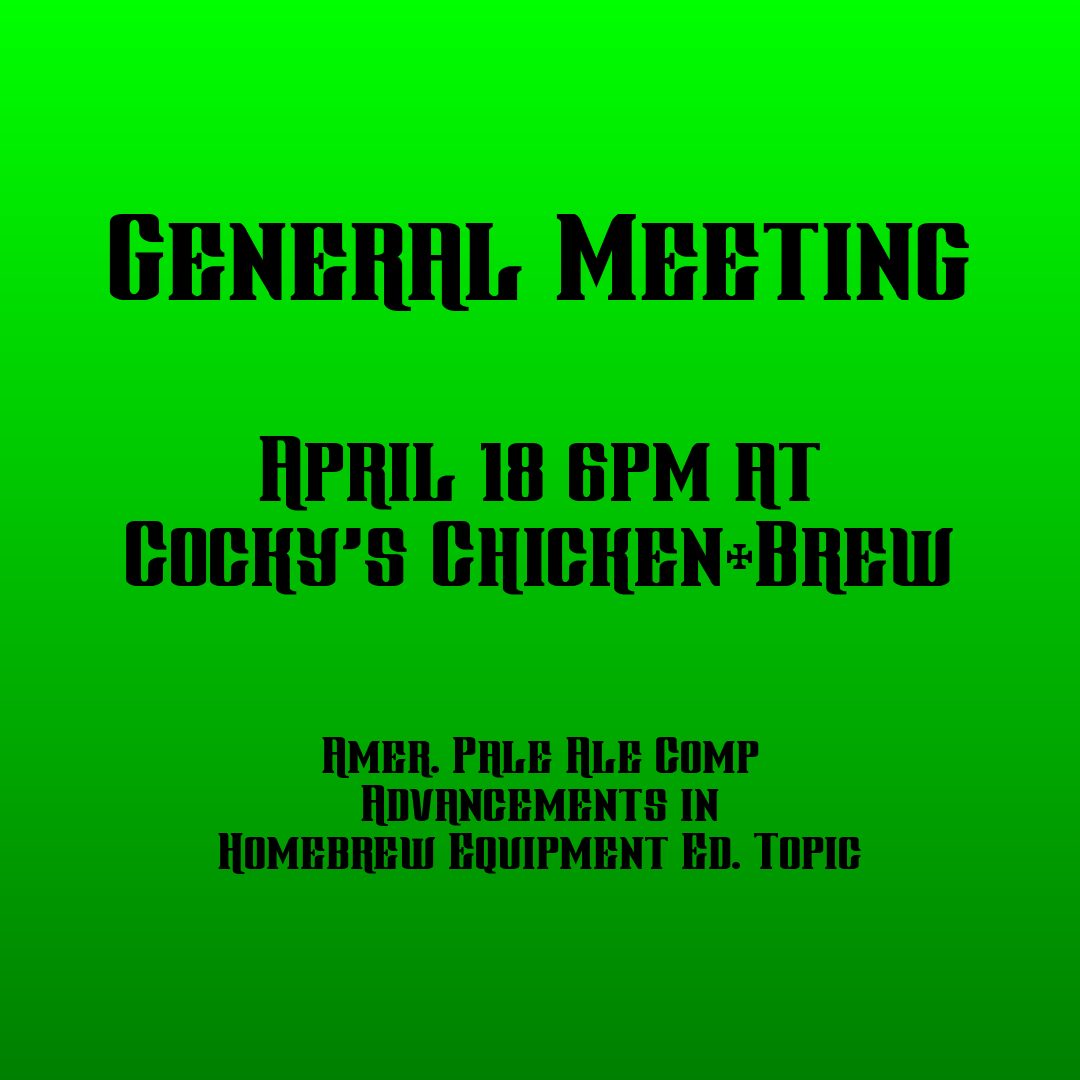 General Meeting
April 18 6pm at
Cocky's Chicken+Brew
Amer. Pale Ale Comp
Advancements in
Homebrew Equipment Ed. Topic